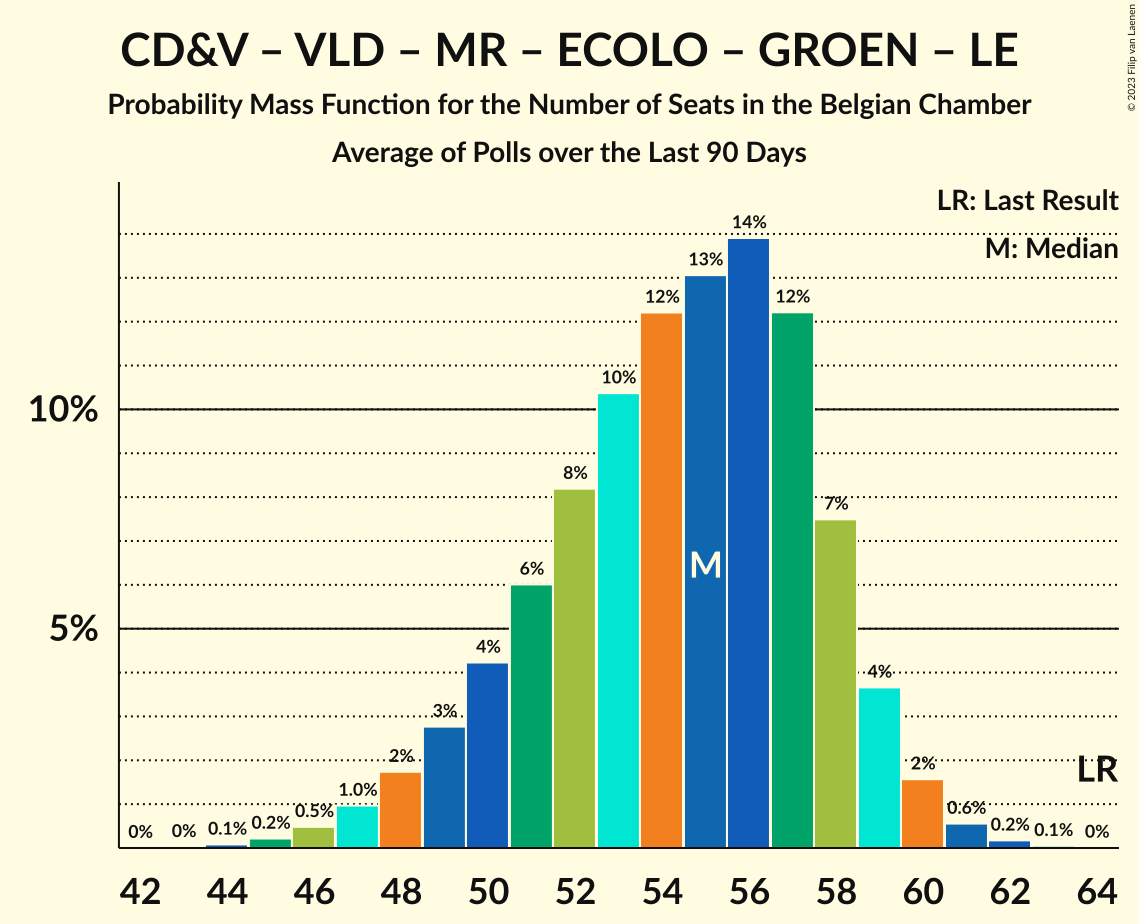 CD&V – VLD – MR – ECOLO – GROEN – LE
Probability Mass Function for the Number of Seats in the Belgian Chamber
Average of Polls over the Last 90 Days
© 2023 Filip van Laenen
LR: Last Result
M: Median
10%
5%
0%
0%
0.1%
0.2%
0.5%
1.0%
2%
3%
4%
6%
8%
10%
12%
13%
14%
12%
7%
4%
2%
0.6%
0.2%
0.1%
0%
M
LR
42 44 46 48 50 52 54 56 58 60 62 64